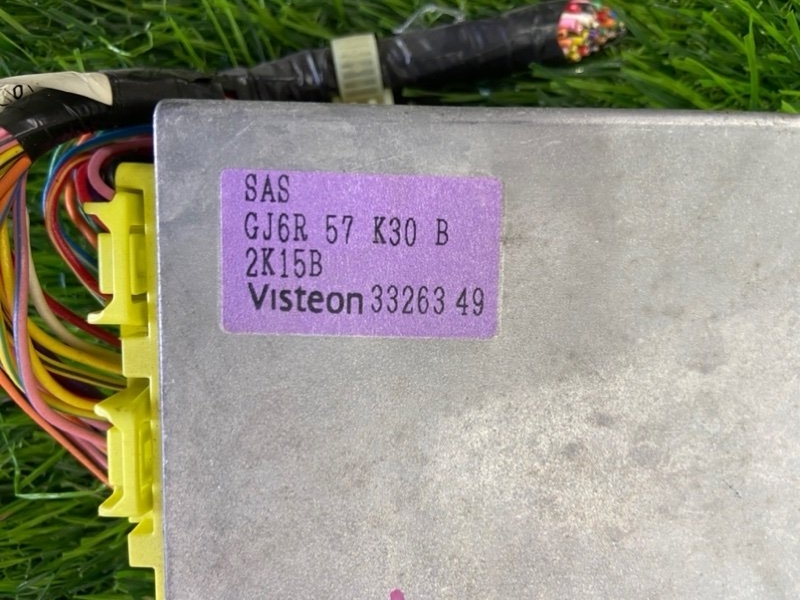 SAS
GJ6R 57 K30 B
2K15B
Visteon 33263 49